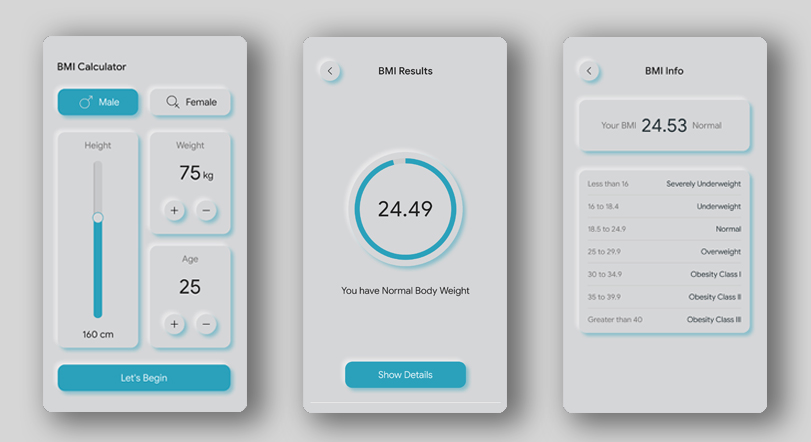 BMI Calculator
Male
Female
Height
160 cm
Weight
75 kg
+ −
Age
25
+ −
Let's Begin
BMI Results
24.49
You have Normal Body Weight
Show Details
BMI Info
Your BMI 24.53 Normal
Less than 16 Severely Underweight
16 to 18.4 Underweight
18.5 to 24.9 Normal
25 to 29.9 Overweight
30 to 34.9 Obesity Class I
35 to 39.9 Obesity Class II
Greater than 40 Obesity Class III